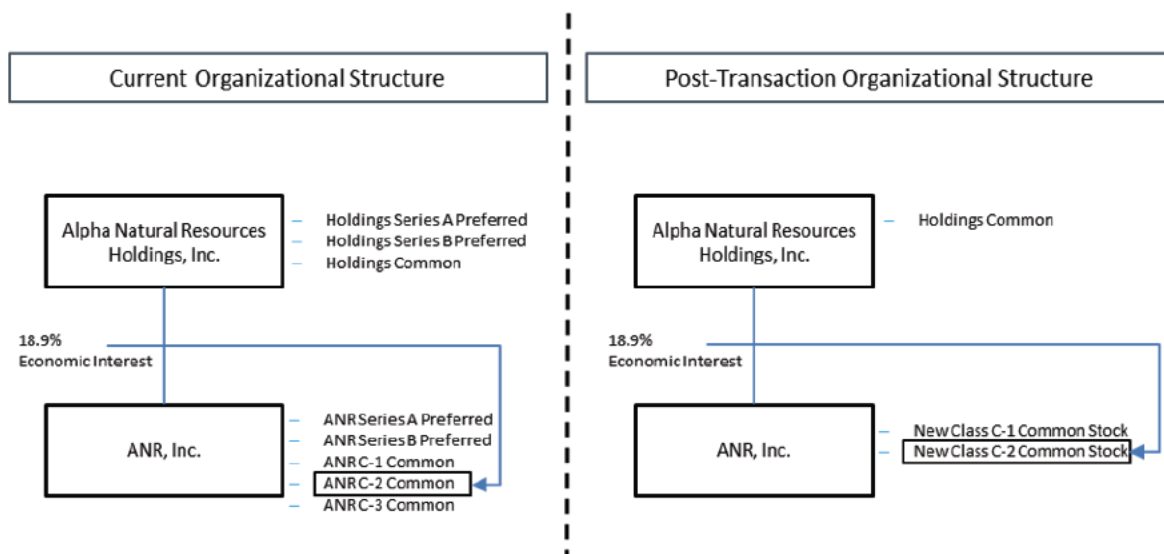 Current Organizational Structure
Alpha Natural Resources
Holdings, Inc.
Holdings Series A Preferred
Holdings Series B Preferred
Holdings Common
18.9%
Economic Interest
ANR, Inc.
ANR Series A Preferred
ANR Series B Preferred
ANR C-1 Common
ANR C-2 Common
ANR C-3 Common
Post-Transaction Organizational Structure
Alpha Natural Resources
Holdings, Inc.
Holdings Common
18.9%
Economic Interest
ANR, Inc.
New Class C-1 Common Stock
New Class C-2 Common Stock